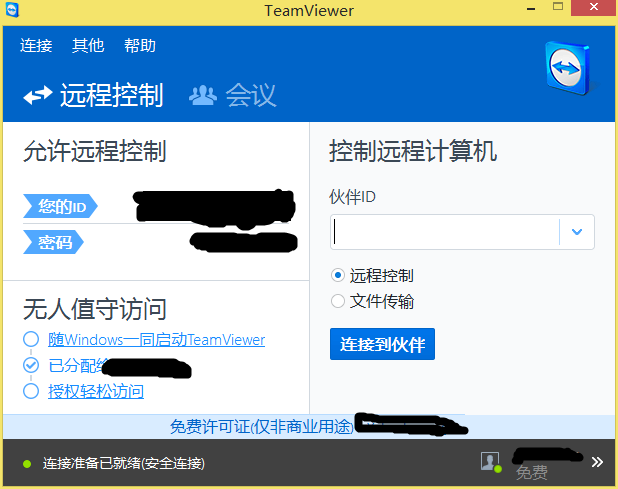 TeamViewer
连接 其他 帮助
远程控制 会议
允许远程控制
您的ID
密码
无人值守访问
随Windows一同启动TeamViewer
已分配给
授权轻松访问
控制远程计算机
伙伴ID
远程控制
文件传输
连接到伙伴
免费许可证(仅非商业用途)
连接准备已就绪(安全连接)
免费